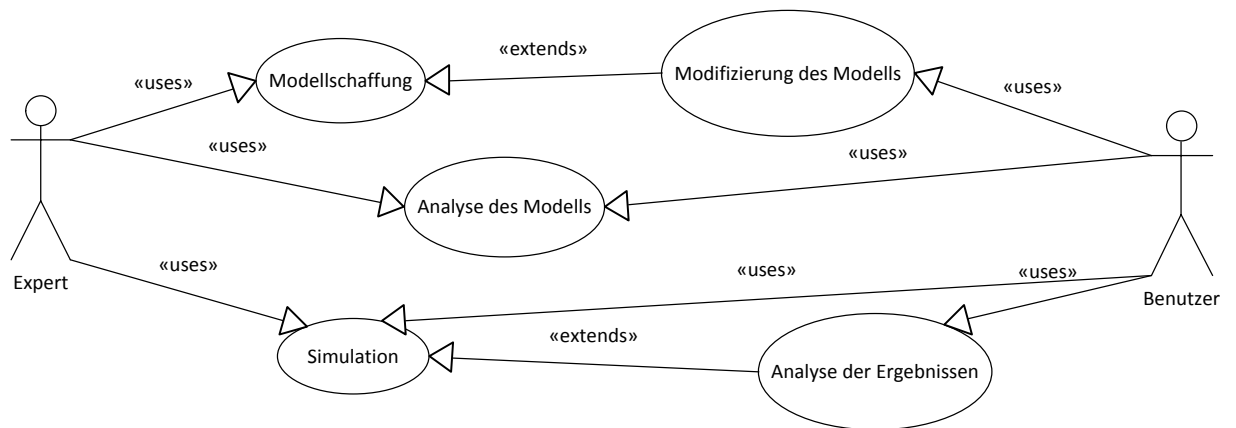 «extends»
Modellschaffung
Modifizierung des Modells
«uses»
«uses»
«uses»
«uses»
Analyse des Modells
«uses»
«uses»
«uses»
Expert
Benutzer
«extends»
Simulation
Analyse der Ergebnissen